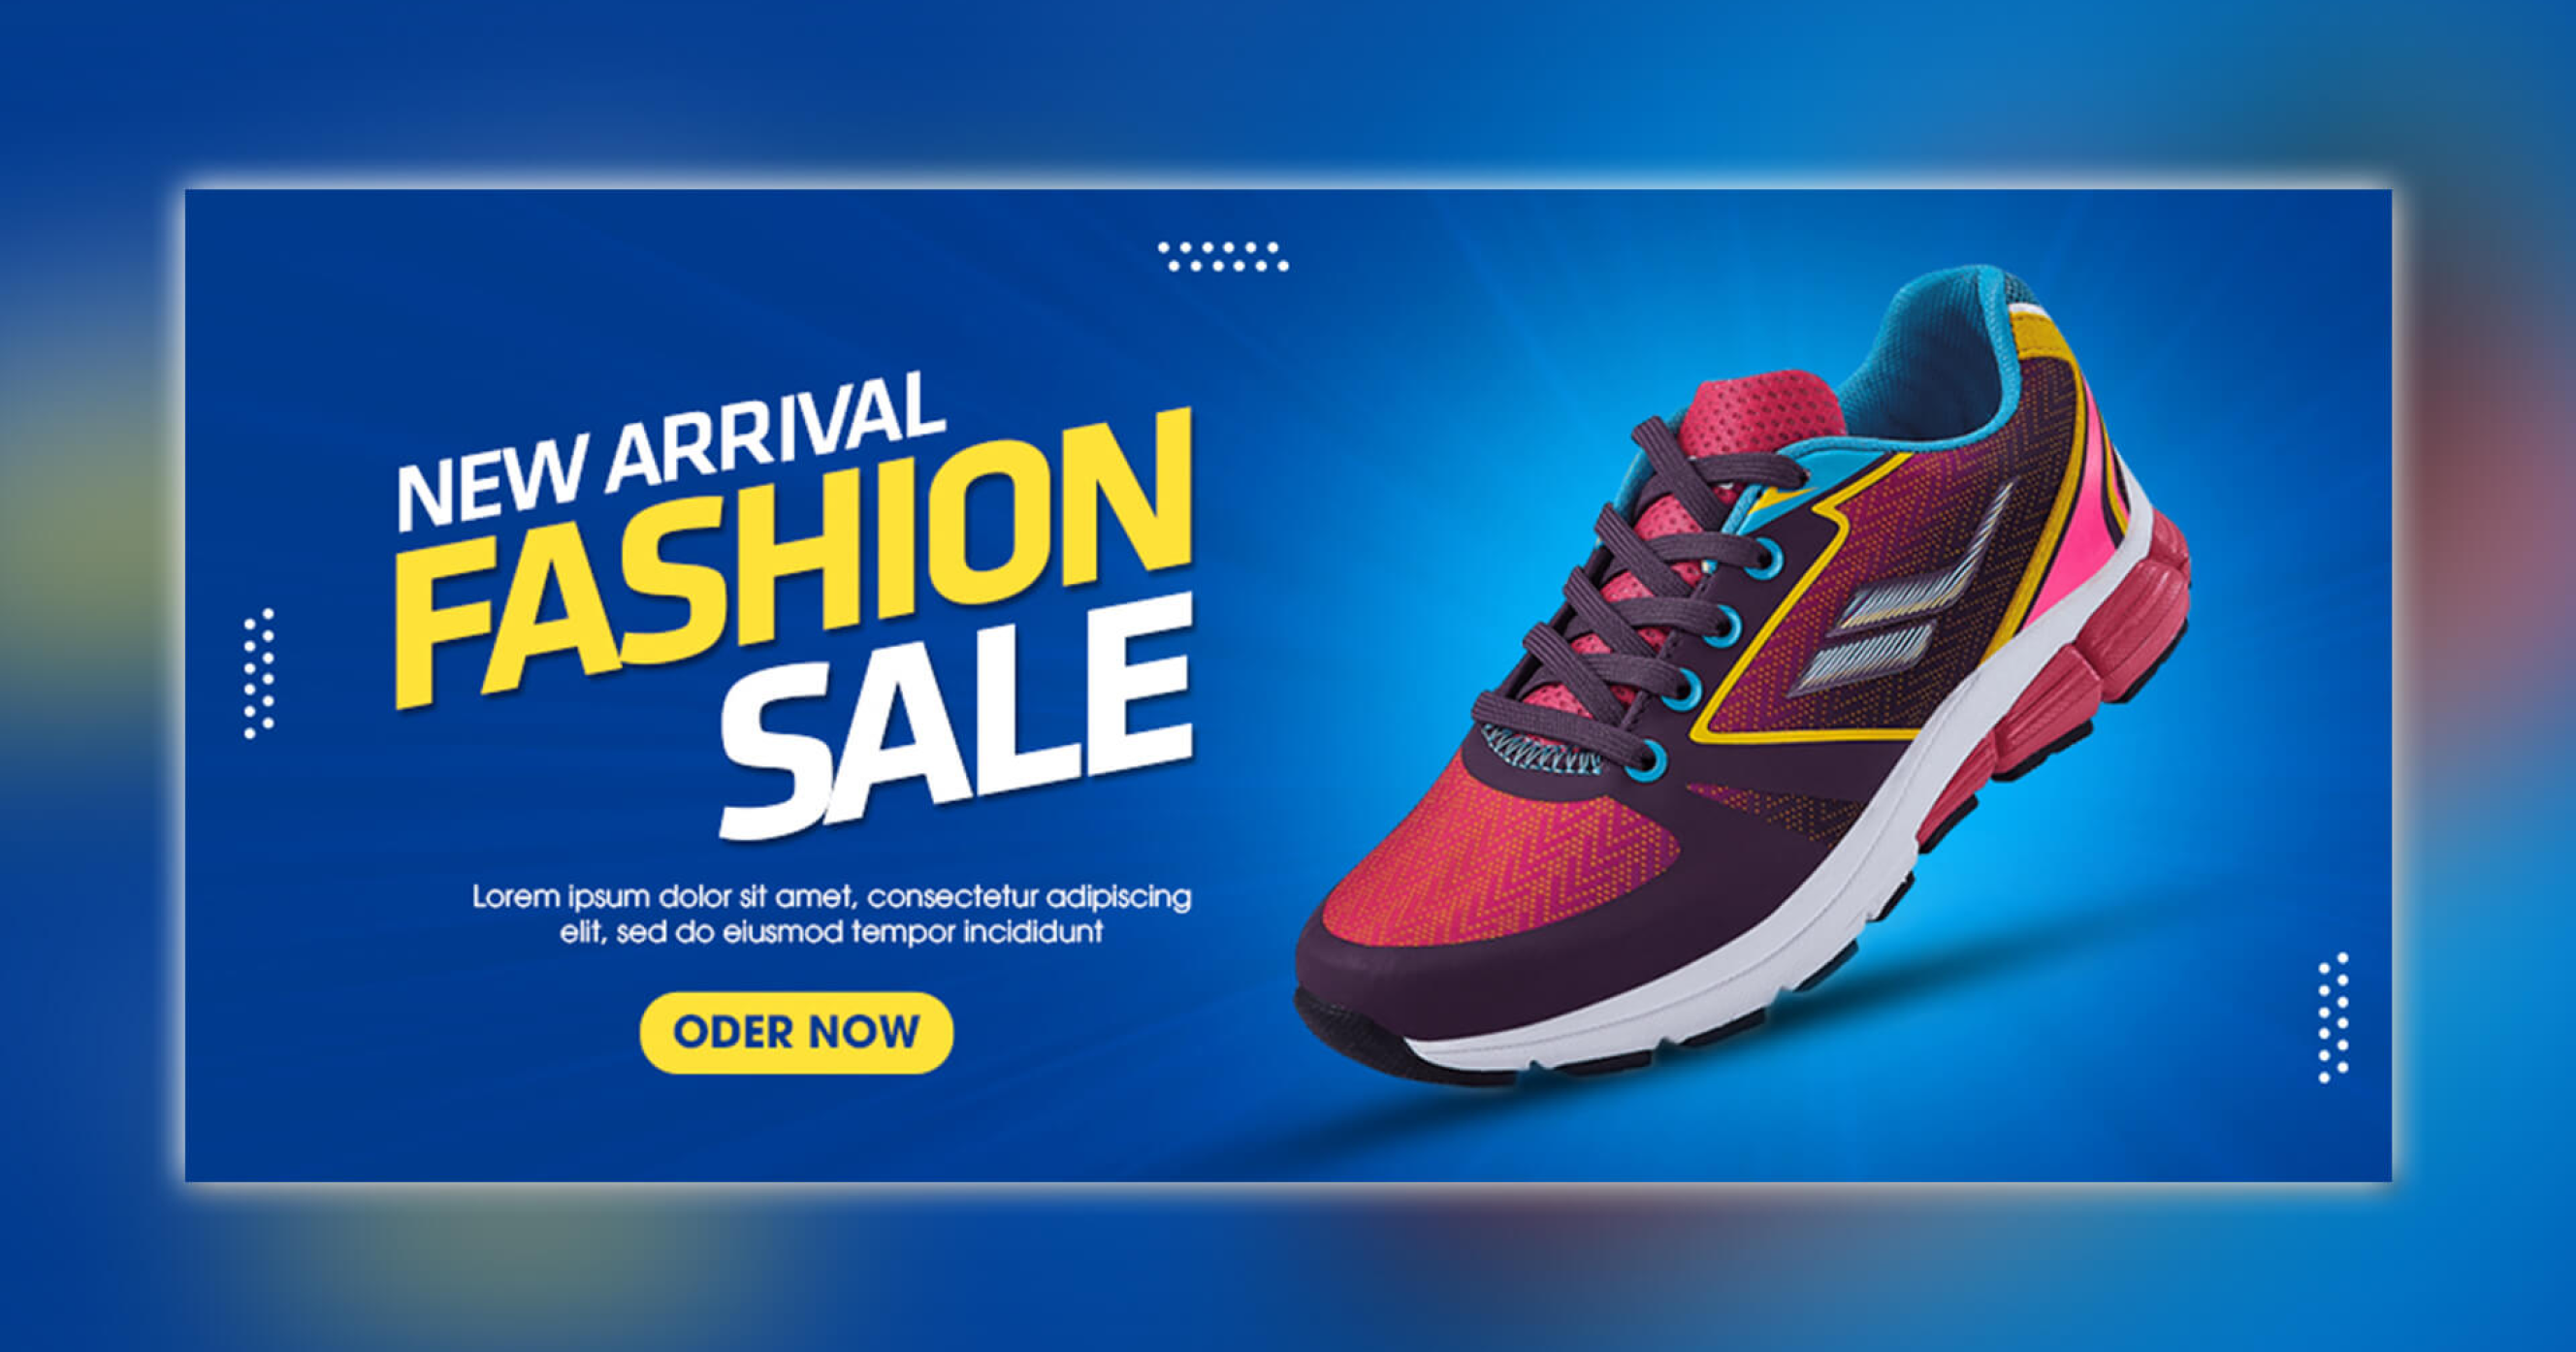 NEW ARRIVAL
FASHION
SALE
Lorem ipsum dolor sit amet, consectetur adipiscing
elit, sed do eiusmod tempor incididunt
ODER NOW